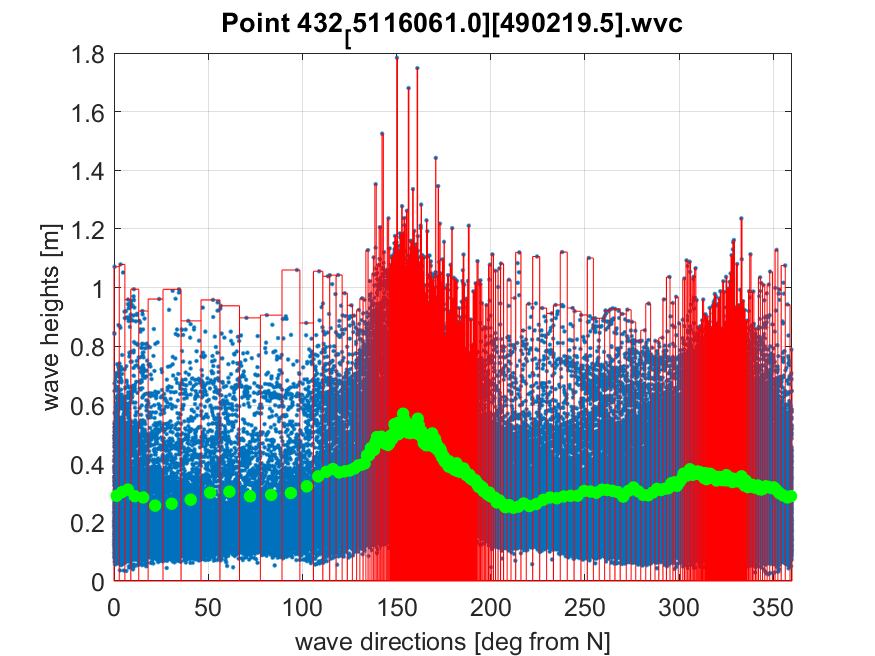 Point 432[5116061.0][490219.5].wvc
1.8
1.6
1.4
1.2
1
0.8
0.6
0.4
0.2
0
wave heights [m]
0 50 100 150 200 250 300 350
wave directions [deg from N]